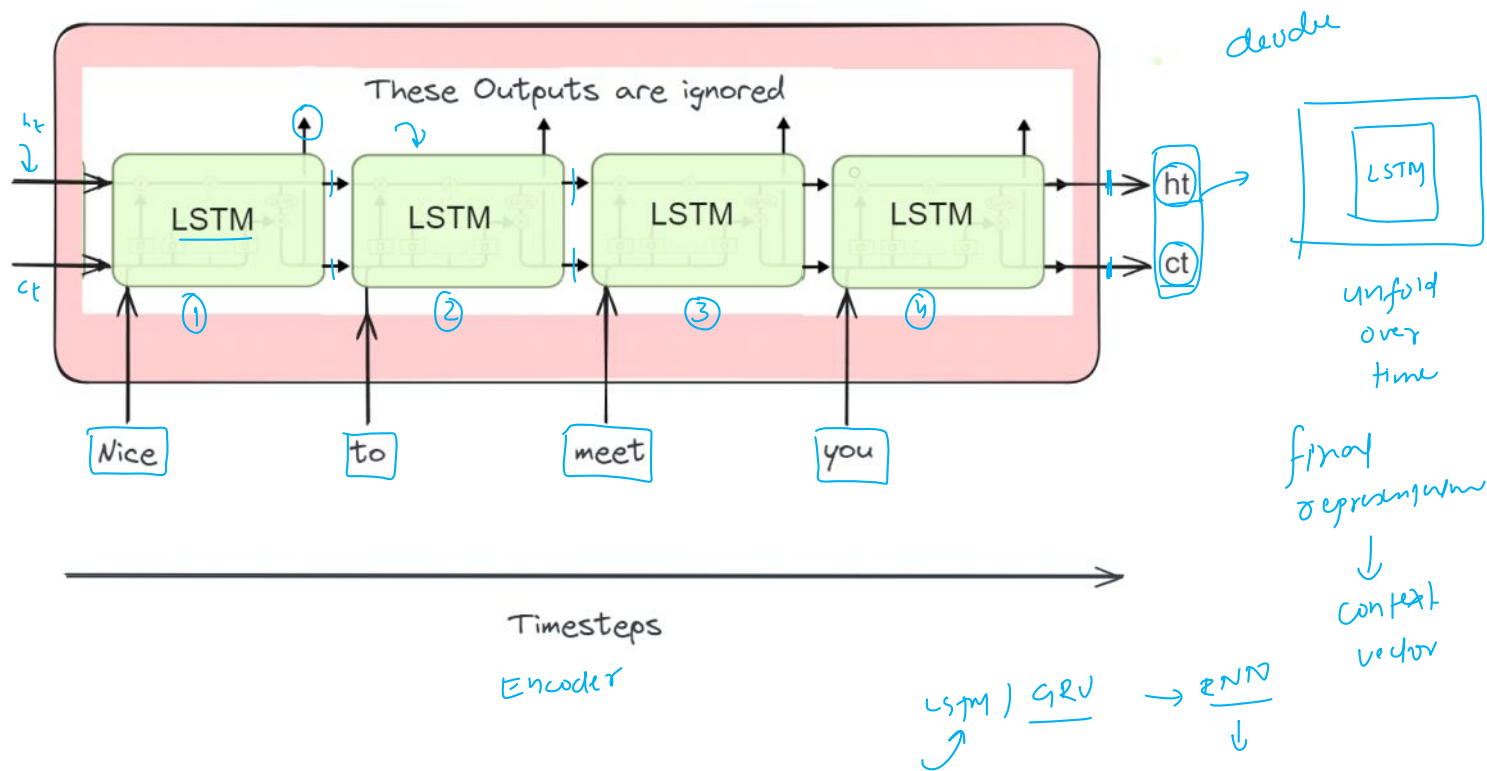 decoder
These Outputs are ignored
ht
ct
LSTM
LSTM
LSTM
LSTM
ht
ct
LSTM
① ② ③ ④
unfold
over
time
Nice
to
meet
you
final
representation
context
vector
Timesteps
Encoder
LSTM) GRU → RNN